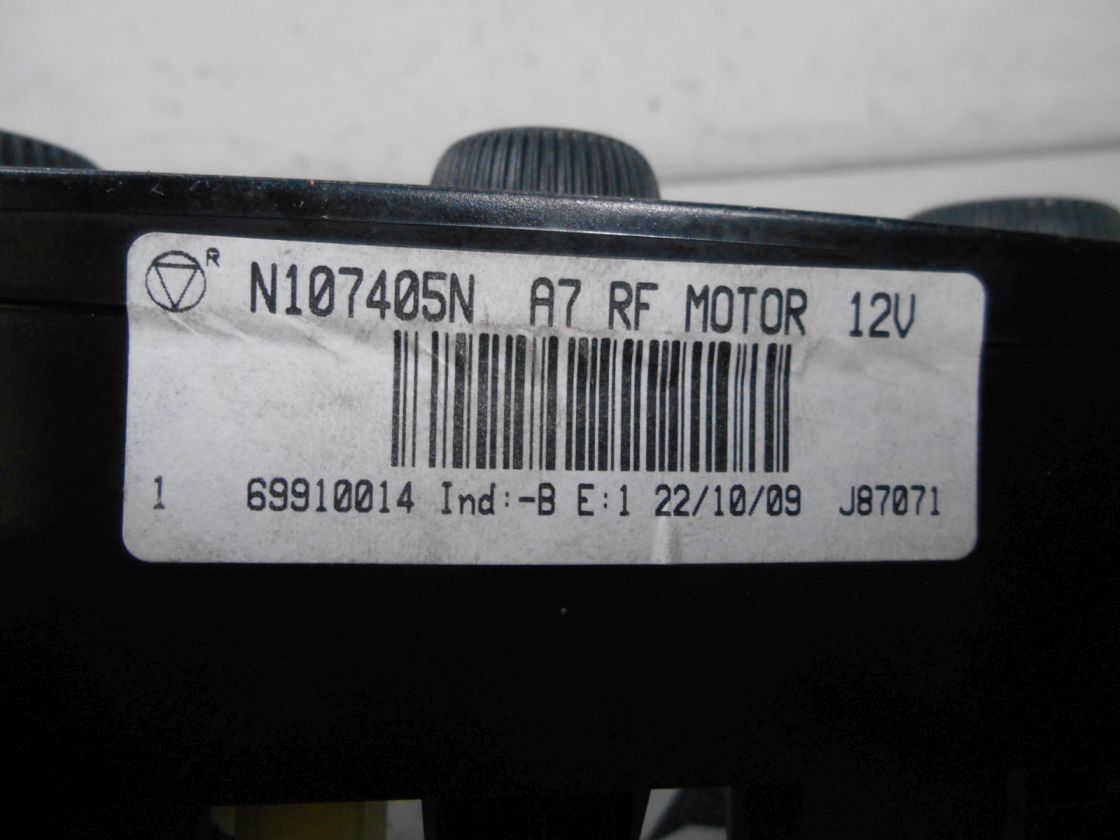 R N107405N A7 RF MOTOR 12V
1 69910014 Ind:-B E:1 22/10/09 J87071